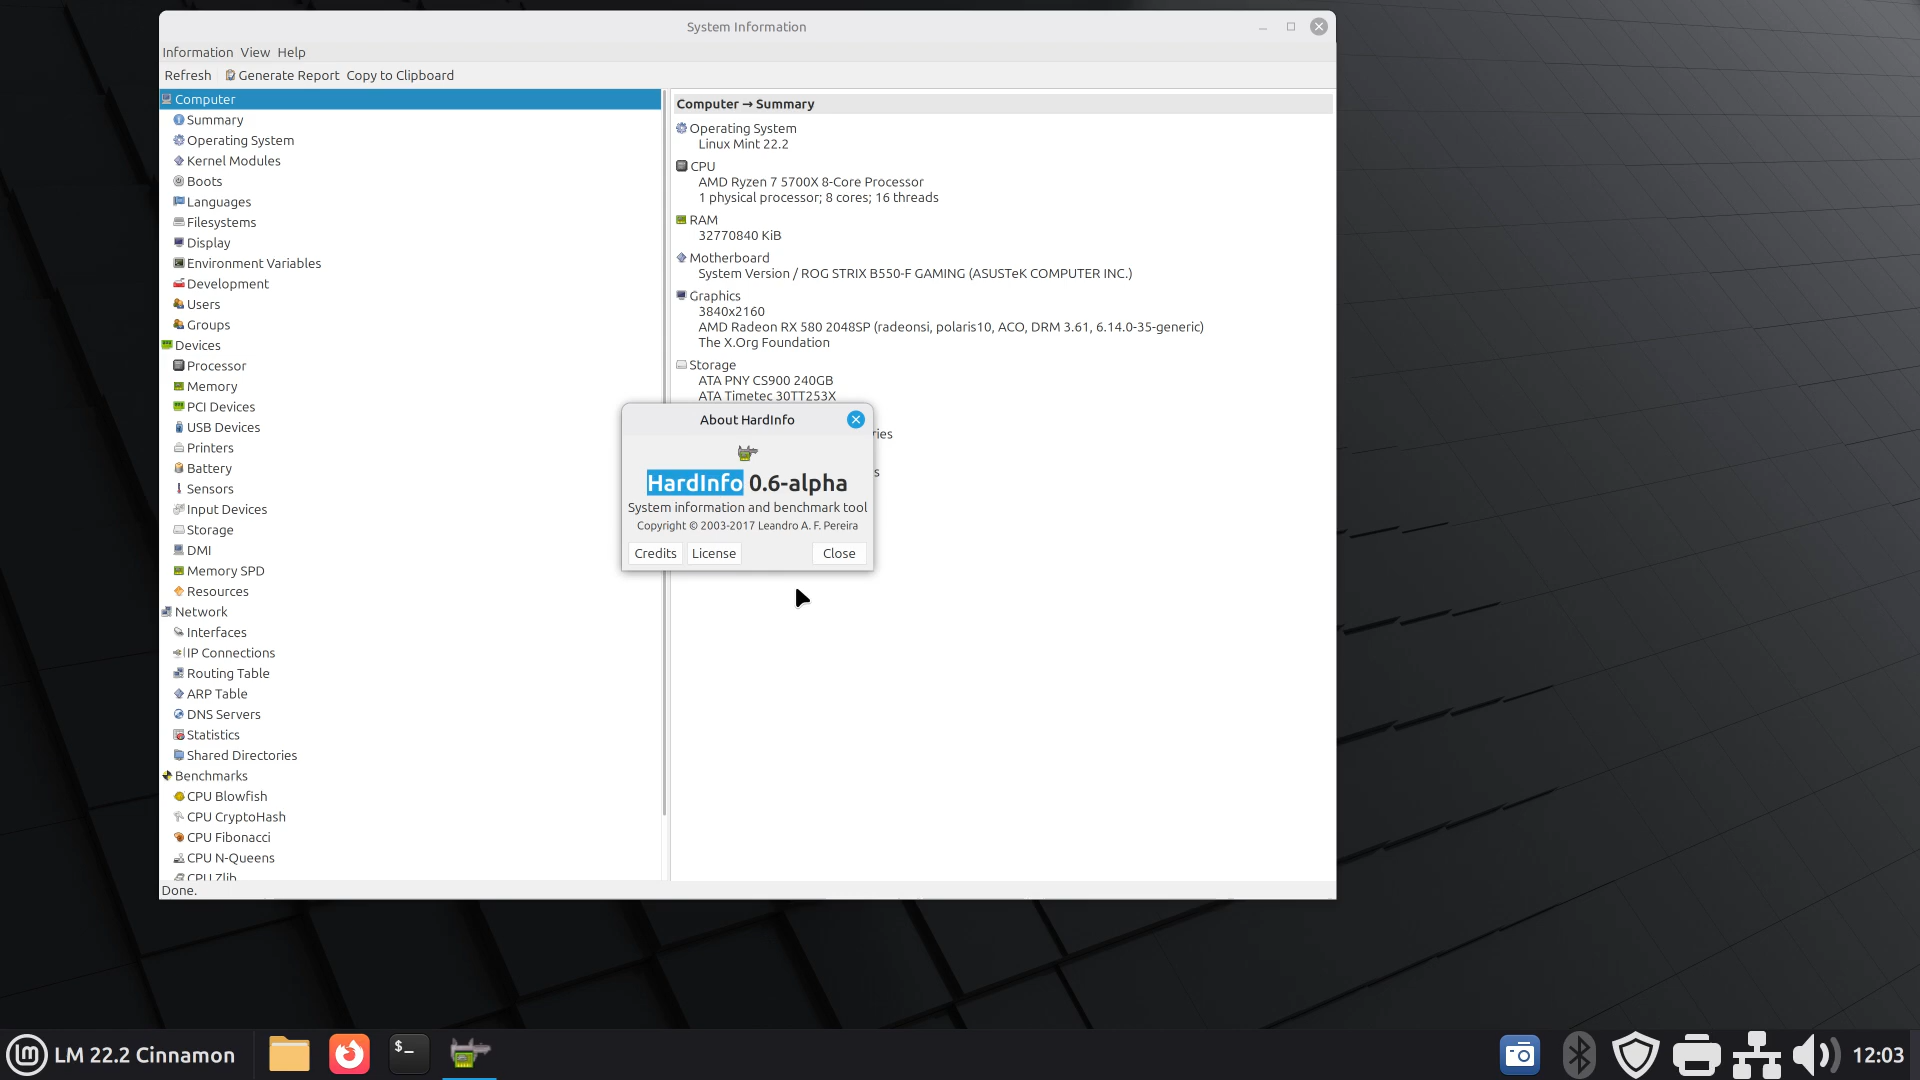 System Information
Information View Help
Refresh Generate Report Copy to Clipboard
Computer
Summary
Operating System
Kernel Modules
Boots
Languages
Filesystems
Display
Environment Variables
Development
Users
Groups
Devices
Processor
Memory
PCI Devices
USB Devices
Printers
Battery
Sensors
Input Devices
Storage
DMI
Memory SPD
Resources
Network
Interfaces
IP Connections
Routing Table
ARP Table
DNS Servers
Statistics
Shared Directories
Benchmarks
CPU Blowfish
CPU CryptoHash
CPU Fibonacci
CPU N-Queens
CPU Zlib
Done.
Computer → Summary
Operating System
Linux Mint 22.2
CPU
AMD Ryzen 7 5700X 8-Core Processor
1 physical processor; 8 cores; 16 threads
RAM
32770840 KiB
Motherboard
System Version / ROG STRIX B550-F GAMING (ASUSTeK COMPUTER INC.)
Graphics
3840x2160
AMD Radeon RX 580 2048SP (radeonsi, polaris10, ACO, DRM 3.61, 6.14.0-35-generic)
The X.Org Foundation
Storage
ATA PNY CS900 240GB
ATA Timetec 30TT253X
About HardInfo
HardInfo 0.6-alpha
System information and benchmark tool
Copyright © 2003-2017 Leandro A. F. Pereira
Credits License Close
LM 22.2 Cinnamon
$_
12:03